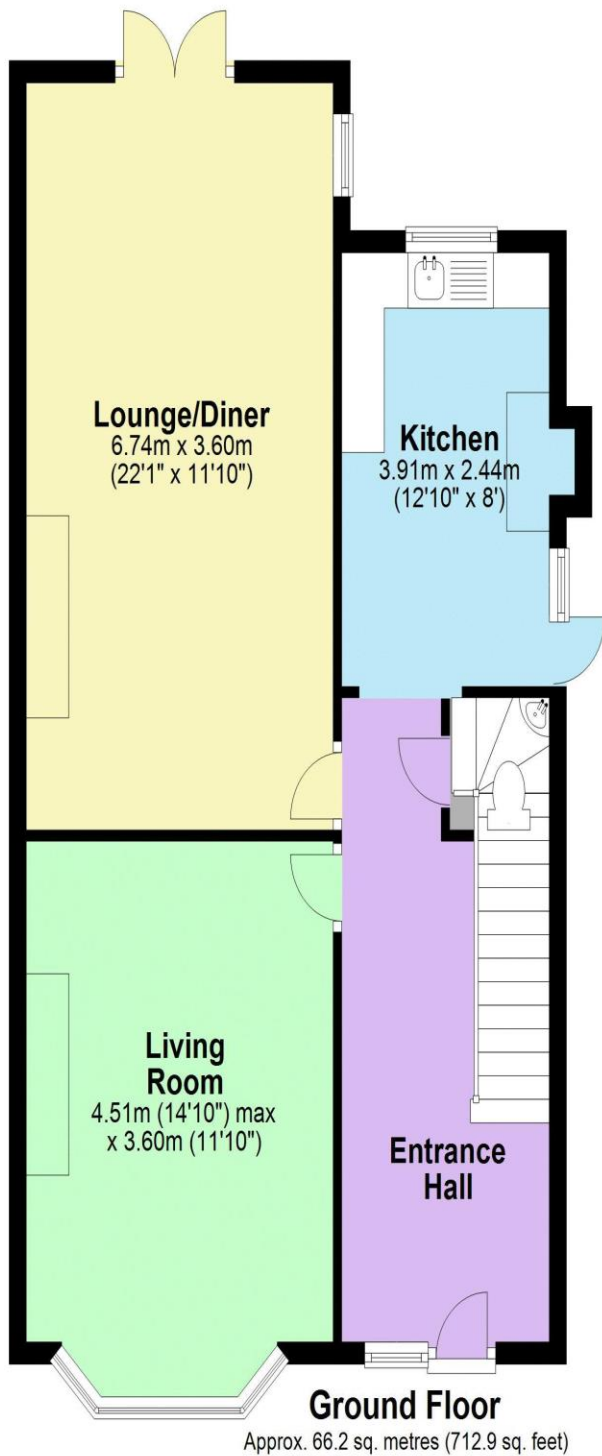 Lounge/Diner
6.74m x 3.60m
(22'1" x 11'10")
Kitchen
3.91m x 2.44m
(12'10" x 8')
Living
Room
4.51m (14'10") max
x 3.60m (11'10")
Entrance
Hall
Ground Floor
Approx. 66.2 sq. metres (712.9 sq. feet)